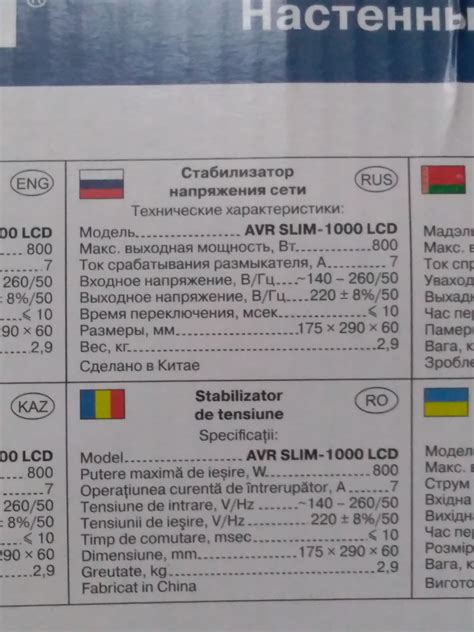 ®
Настенны
ENG
00 LCD
800
7
260/50
± 8%/50
⩽ 10
290 × 60
2,9
Стабилизатор
напряжения сети
RUS
Технические характеристики:
Модель AVR SLIM-1000 LCD
Макс. выходная мощность, Вт. 800
Ток срабатывания размыкателя, А 7
Входное напряжение, В/Гц ~140 – 260/50
Выходное напряжение, В/Гц 220 ± 8%/50
Время переключения, мсек ⩽ 10
Размеры, мм 175 × 290 × 60
Вес, кг 2,9
Сделано в Китае
Мадэль
Макс. в
Ток спр
Уваход
Выхад
Час пер
Памеры
Вага, к
Зробле
KAZ
00 LCD
800
7
260/50
± 8%/50
⩽ 10
290 × 60
2,9
Stabilizator
de tensiune
RO
Specificații:
Model AVR SLIM-1000 LCD
Putere maximă de ieșire, W 800
Operațiunea curentă de întrerupător, A 7
Tensiune de intrare, V/Hz ~140 – 260/50
Tensiunii de ieșire, V/Hz 220 ± 8%/50
Timp de comutare, msec ⩽ 10
Dimensiune, mm 175 × 290 × 60
Greutate, kg 2,9
Fabricat in China
Модель
Макс. в
Струм
Вхідна
Вихідн
Час пе
Розмір
Вага, к
Вигото